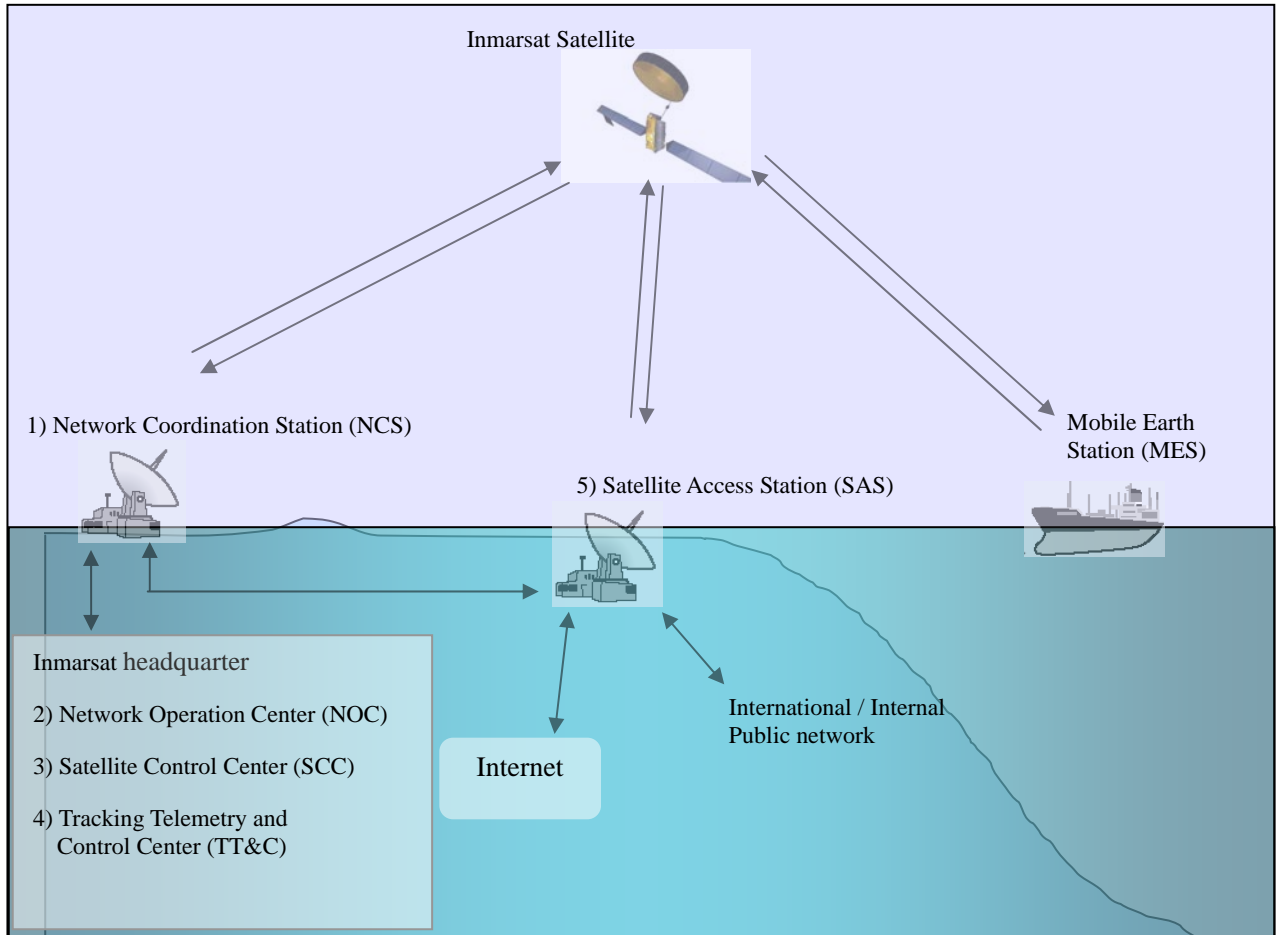 Inmarsat Satellite
1) Network Coordination Station (NCS)
Mobile Earth
Station (MES)
5) Satellite Access Station (SAS)
Inmarsat headquarter
2) Network Operation Center (NOC)
3) Satellite Control Center (SCC)
4) Tracking Telemetry and
Control Center (TT&C)
International / Internal
Public network
Internet